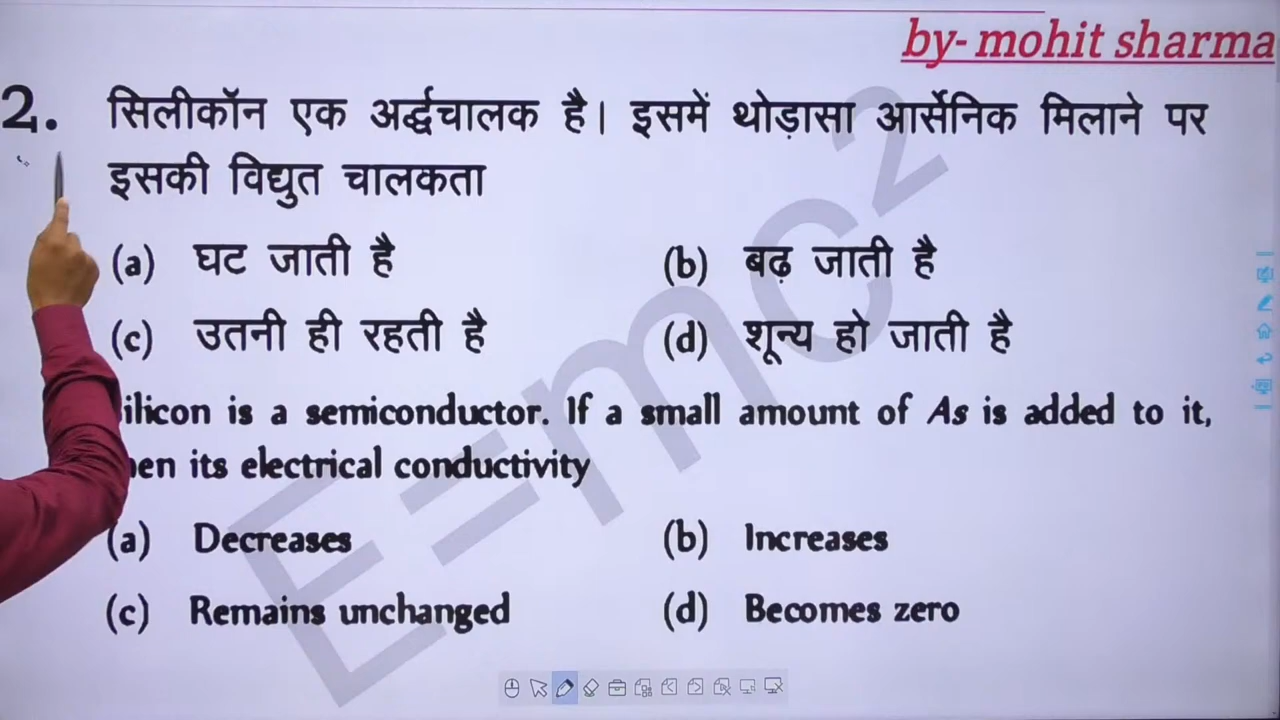 by- mohit sharma
2. सिलीकॉन एक अर्द्धचालक है। इसमें थोड़ासा आर्सेनिक मिलाने पर
इसकी विद्युत चालकता
(a) घट जाती है (b) बढ़ जाती है
(c) उतनी ही रहती है (d) शून्य हो जाती है
ilicon is a semiconductor. If a small amount of As is added to it,
hen its electrical conductivity
(a) Decreases (b) Increases
(c) Remains unchanged (d) Becomes zero
E=mc²